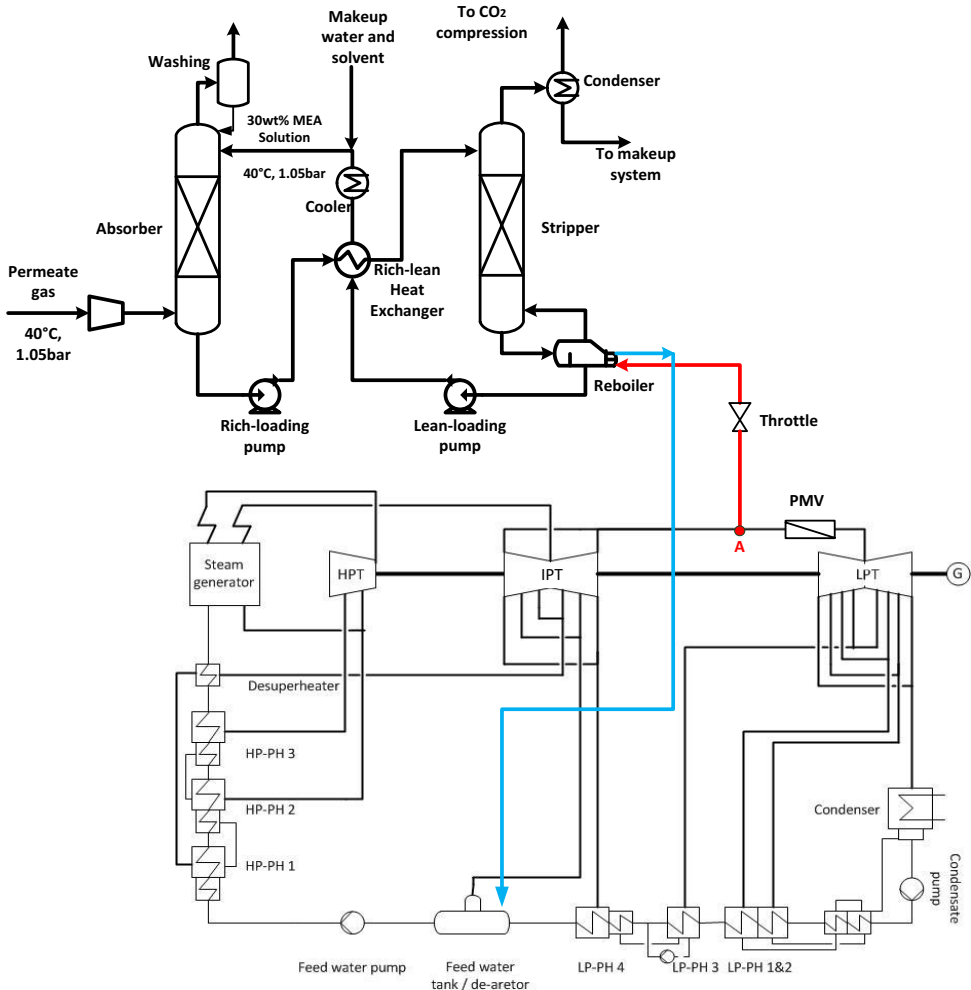 To CO₂
compression
Makeup
water and
solvent
Washing
Condenser
30wt% MEA
Solution
To makeup
system
40°C, 1.05bar
Cooler
Absorber
Stripper
Permeate
gas
Rich-lean
Heat
Exchanger
40°C,
1.05bar
Reboiler
Rich-loading
pump
Lean-loading
pump
Throttle
PMV
A
Steam
generator
HPT
IPT
LPT
G
Desuperheater
HP-PH 3
HP-PH 2
Condenser
HP-PH 1
Condensate
pump
Feed water pump
Feed water
tank / de-aretor
LP-PH 4
LP-PH 3
LP-PH 1&2